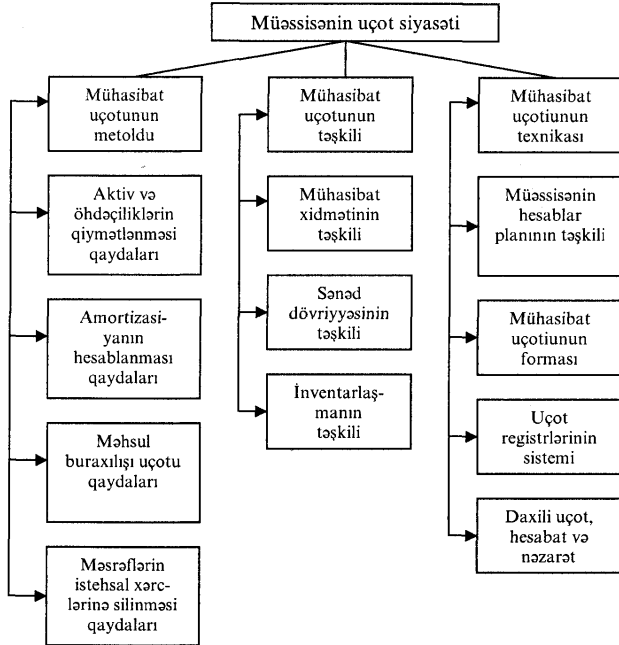 Müəssisənin uçot siyasəti
Mühasibat
uçotunun
metoldu
Aktiv və
öhdəçiliklərin
qiymətlənməsi
qaydaları
Amortizasi-
yanın
hesablanması
qaydaları
Məhsul
buraxılışı uçotu
qaydaları
Məsrəflərin
istehsal xərc-
lərinə silinməsi
qaydaları
Mühasibat
uçotunun
təşkili
Mühasibat
xidmətinin
təşkili
Sənəd
dövriyyəsinin
təşkili
İnventarlaş-
manın
təşkili
Mühasibat
uçotiunun
texnikası
Müəssisənin
hesablar
planının təşkili
Mühasibat
uçotiunun
forması
Uçot
registrlərinin
sistemi
Daxili uçot,
hesabat və
nəzarət